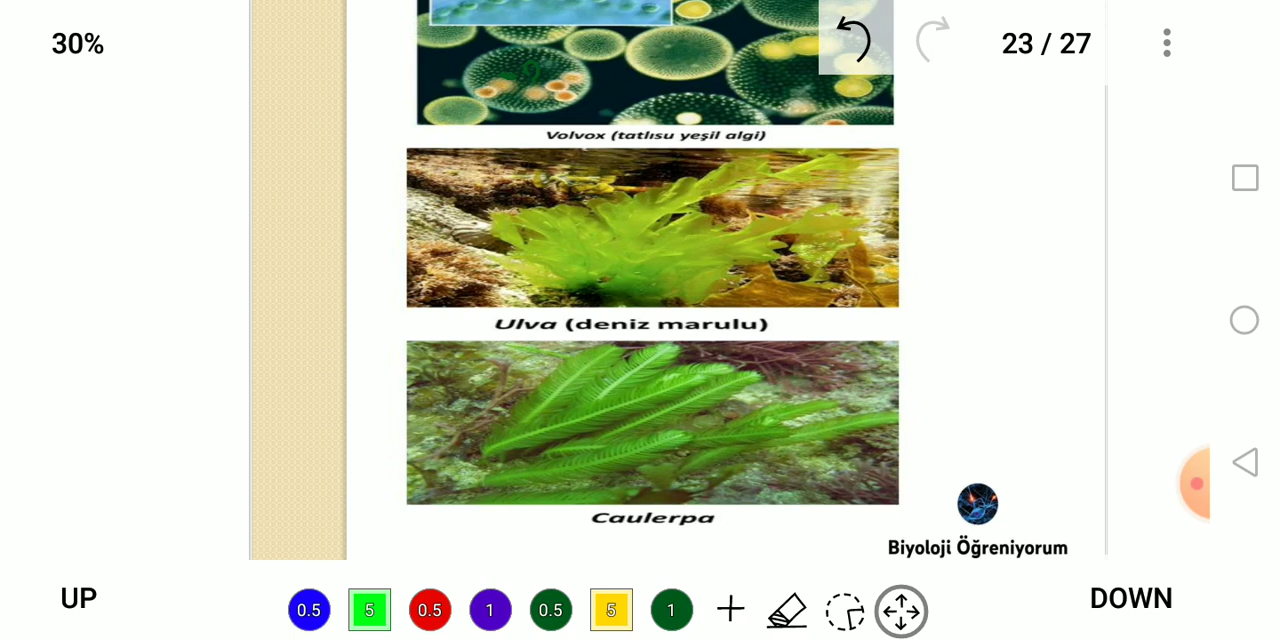 30%
23 / 27
Volvox (tatlısu yeşil algi)
Ulva (deniz marulu)
Caulerpa
Biyoloji Öğreniyorum
UP
0.5
5
0.5
1
0.5
5
1
DOWN